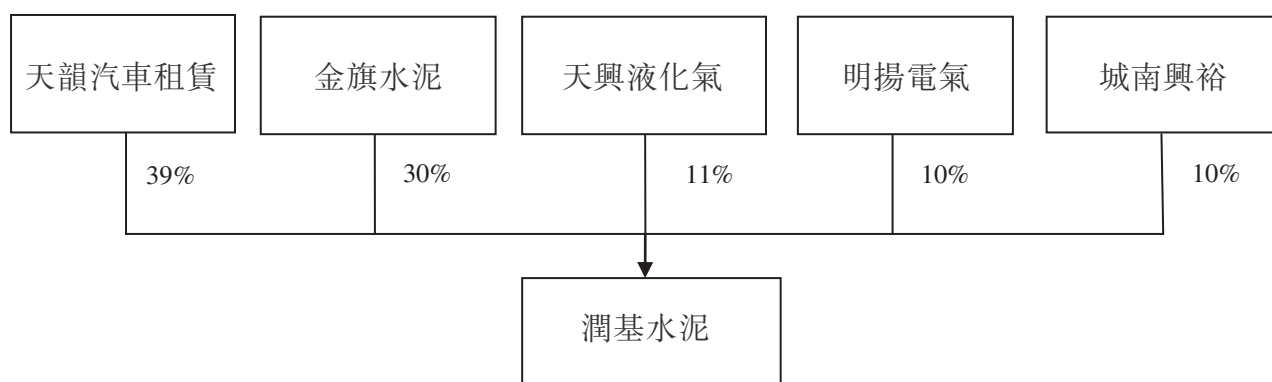 天韻汽車租賃
金旗水泥
天興液化氣
明揚電氣
城南興裕
39%
30%
11%
10%
10%
潤基水泥